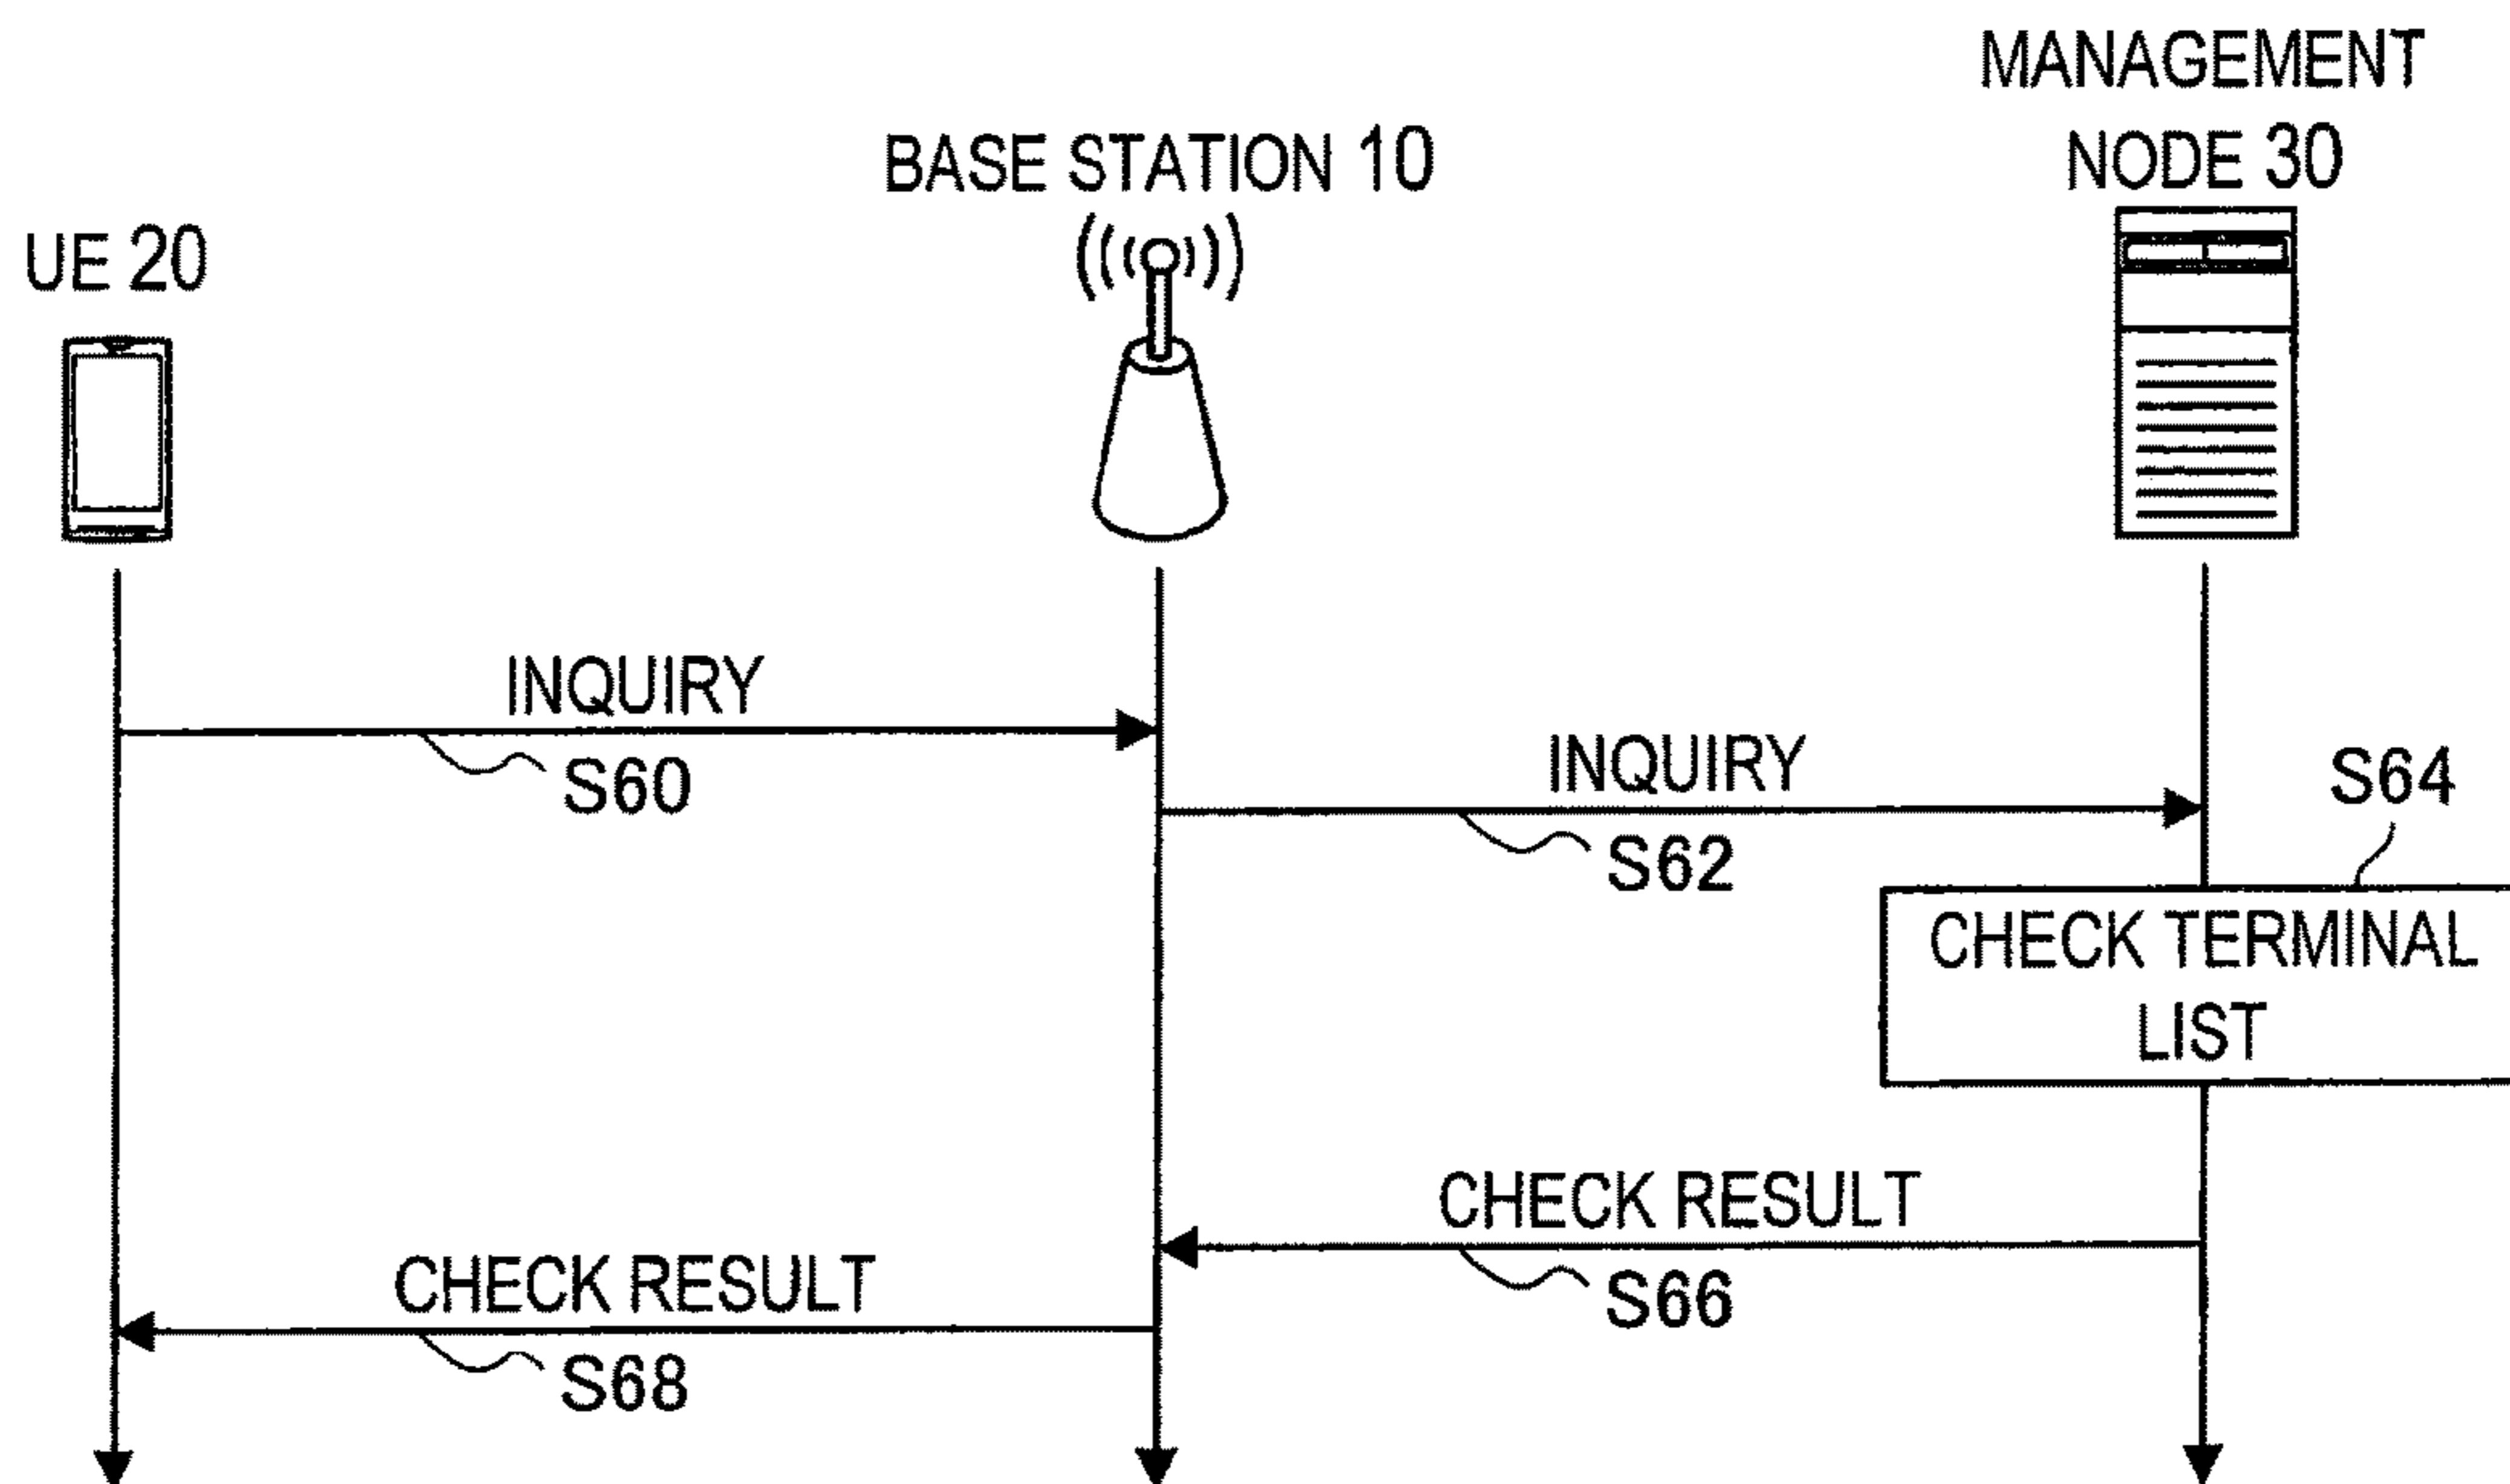 MANAGEMENT
NODE 30
BASE STATION 10
UE 20
INQUIRY
S60
INQUIRY
S62
S64
CHECK TERMINAL
LIST
CHECK RESULT
S66
CHECK RESULT
S68